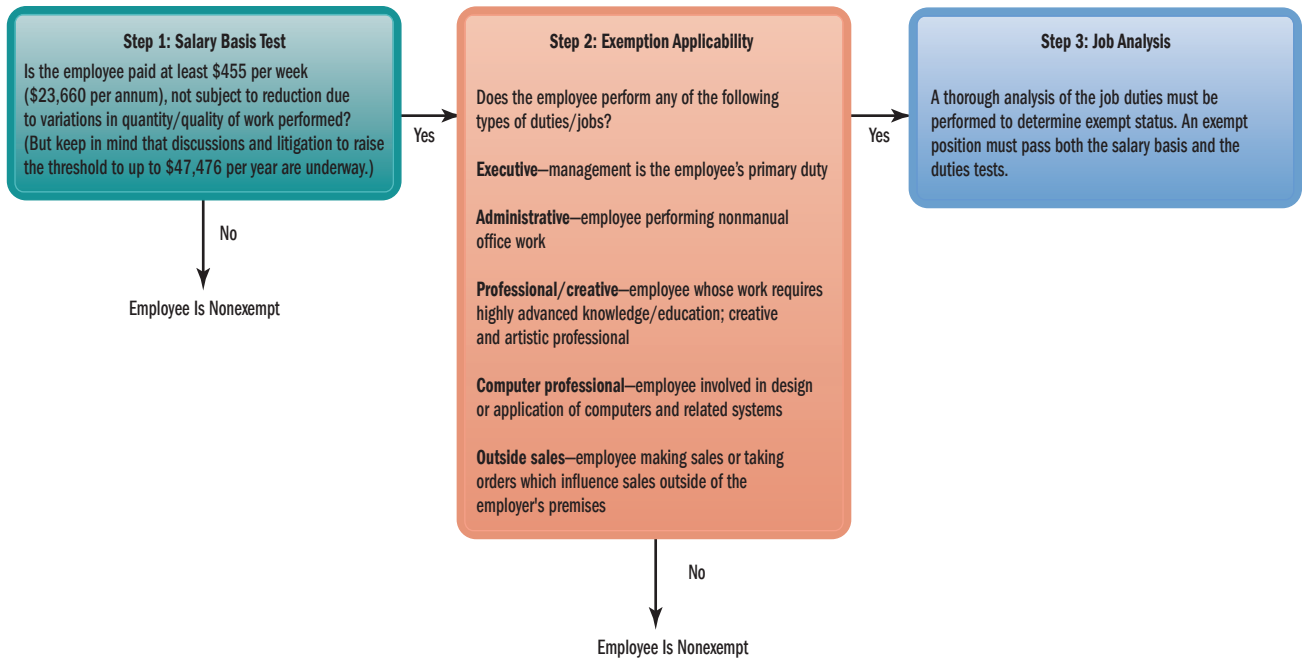 Step 1: Salary Basis Test
Is the employee paid at least $455 per week
($23,660 per annum), not subject to reduction due
to variations in quantity/quality of work performed?
(But keep in mind that discussions and litigation to raise
the threshold to up to $47,476 per year are underway.)
Yes
No
Employee Is Nonexempt
Step 2: Exemption Applicability
Does the employee perform any of the following
types of duties/jobs?
Executive—management is the employee's primary duty
Administrative—employee performing nonmanual
office work
Professional/creative—employee whose work requires
highly advanced knowledge/education; creative
and artistic professional
Computer professional—employee involved in design
or application of computers and related systems
Outside sales—employee making sales or taking
orders which influence sales outside of the
employer's premises
Yes
No
Employee Is Nonexempt
Step 3: Job Analysis
A thorough analysis of the job duties must be
performed to determine exempt status. An exempt
position must pass both the salary basis and the
duties tests.